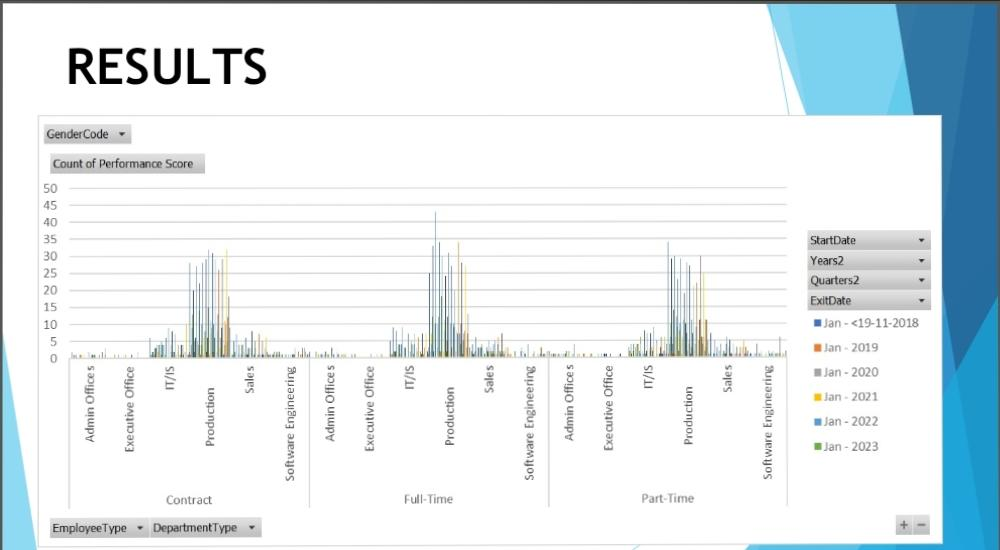 RESULTS
GenderCode
Count of Performance Score
50
45
40
35
30
25
20
15
10
5
0
StartDate
Years2
Quarters2
ExitDate
Jan - <19-11-2018
Jan - 2019
Jan - 2020
Jan - 2021
Jan - 2022
Jan - 2023
Admin Offices
Executive Office
IT/IS
Production
Sales
Software Engineering
Admin Offices
Executive Office
IT/IS
Production
Sales
Software Engineering
Admin Offices
Executive Office
IT/IS
Production
Sales
Software Engineering
Contract
Full-Time
Part-Time
EmployeeType
DepartmentType
+ −